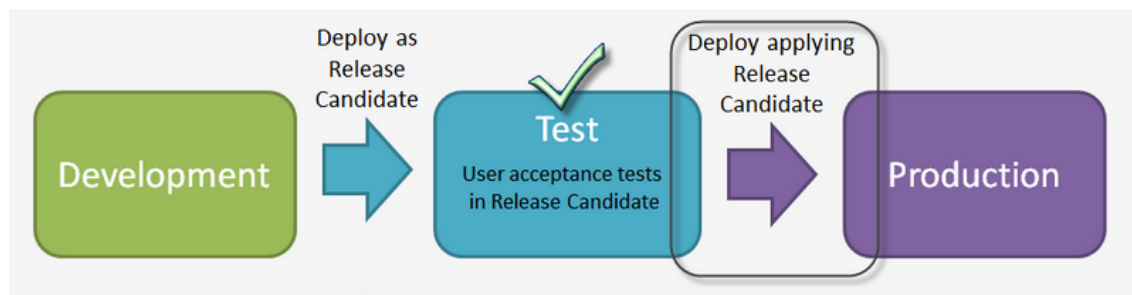 Development
Deploy as
Release
Candidate
Test
User acceptance tests
in Release Candidate
Deploy applying
Release
Candidate
Production